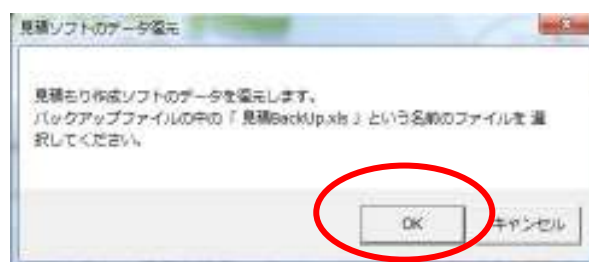 見積ソフトのデータ復元
見積もり作成ソフトのデータを復元します。
バックアップファイルの中の「 見積BackUp.xls 」という名前のファイルを 選
択してください。
OK
キャンセル